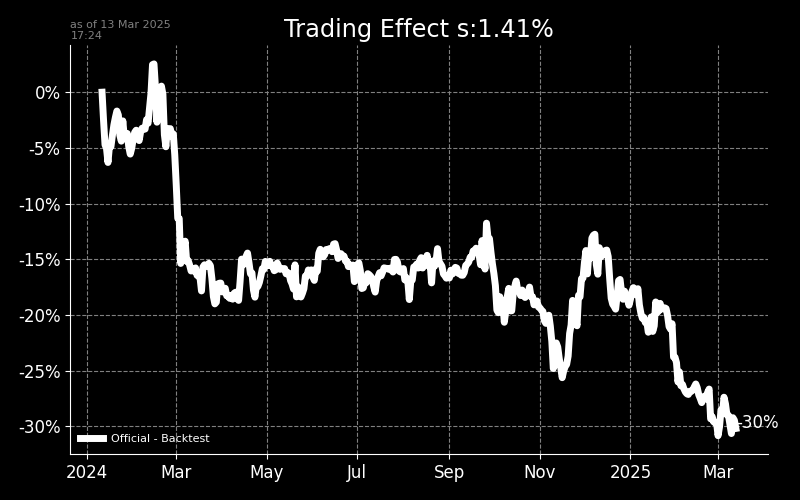 as of 13 Mar 2025
17:24
Trading Effect s:1.41%
0%
-5%
-10%
-15%
-20%
-25%
-30%
-30%
Official - Backtest
2024 Mar May Jul Sep Nov 2025 Mar